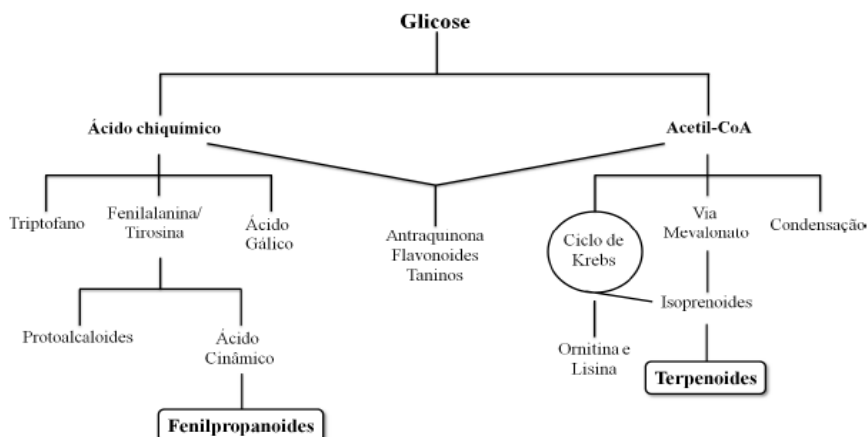 Glicose
Ácido chiquímico
Acetil-CoA
Triptofano
Fenilalanina/
Tirosina
Ácido
Gálico
Antraquinona
Flavonoides
Taninos
Ciclo de
Krebs
Via
Mevalonato
Condensação
Protoalcaloides
Ácido
Cinâmico
Isoprenoides
Ornitina e
Lisina
Fenilpropanoides
Terpenoides